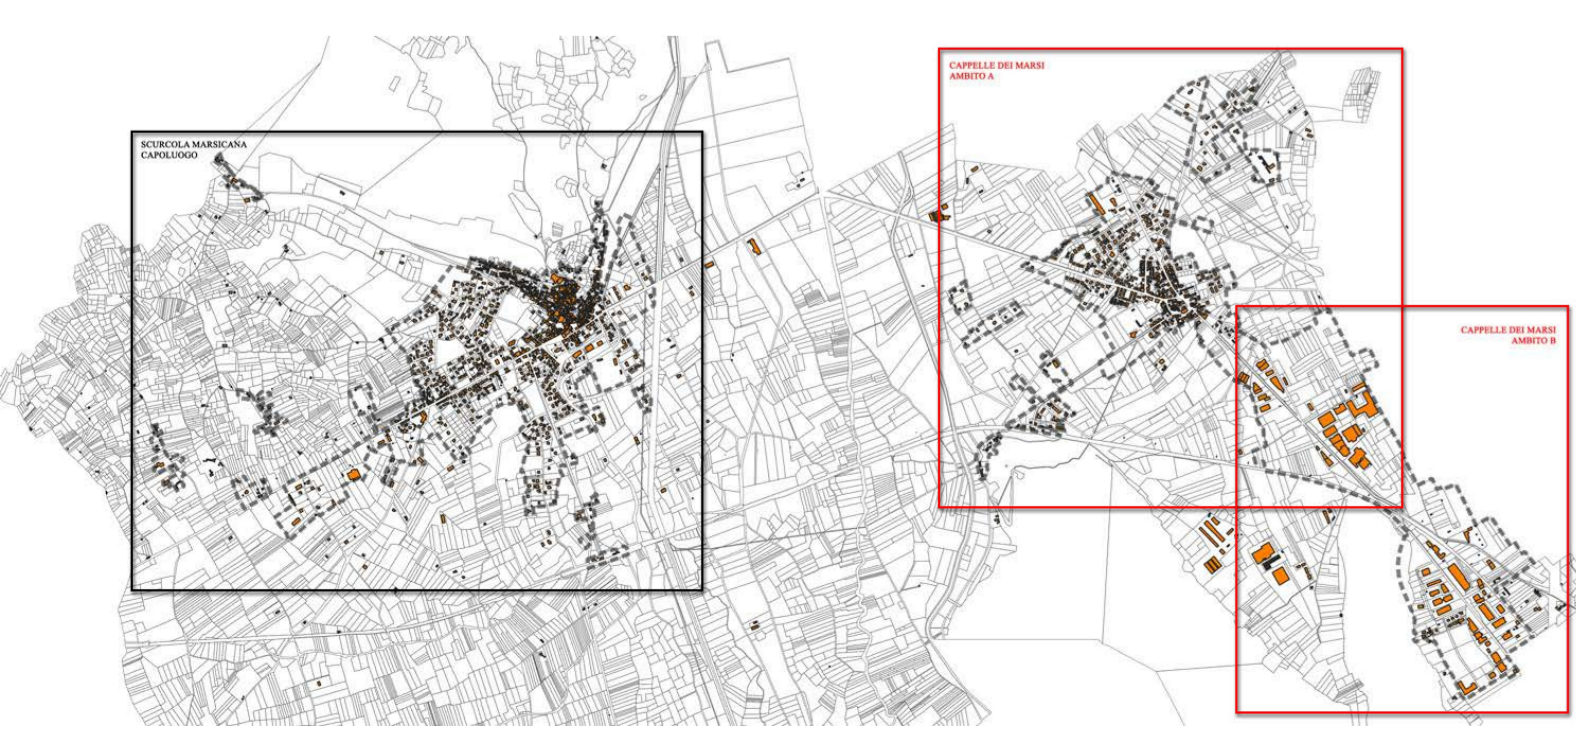 SCURCOLA MARSICANA
CAPOLUOGO
CAPPELLE DEI MARSI
AMBITO A
CAPPELLE DEI MARSI
AMBITO B